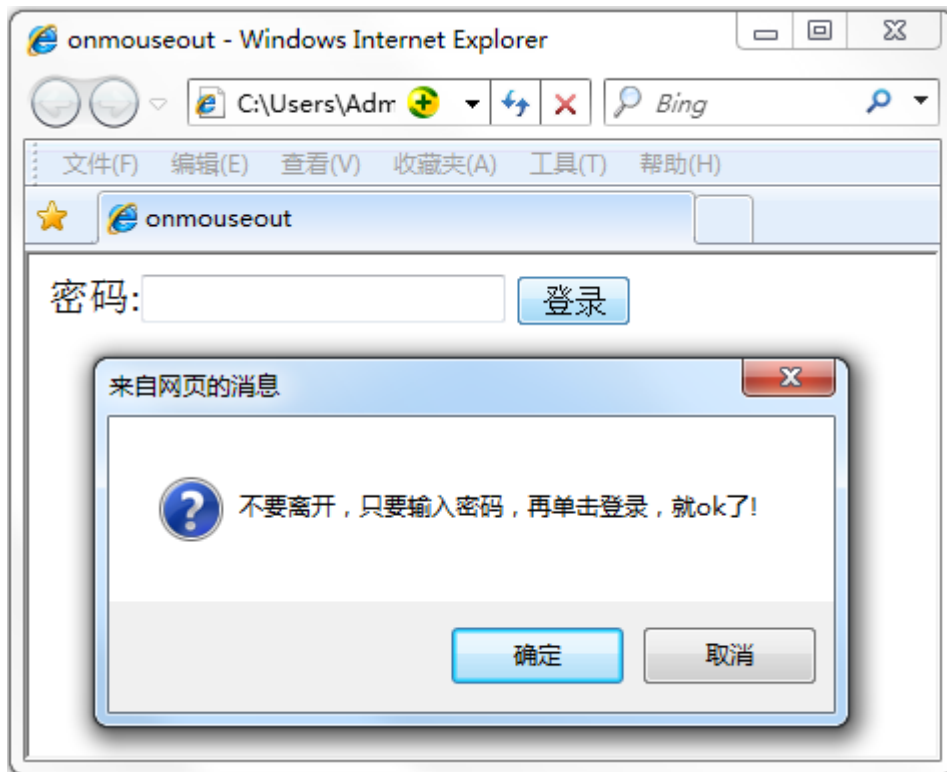 onmouseout - Windows Internet Explorer
C:\Users\Adm
Bing
文件(F) 编辑(E) 查看(V) 收藏夹(A) 工具(T) 帮助(H)
onmouseout
密码: 登录
来自网页的消息
不要离开，只要输入密码，再单击登录，就ok了!
确定 取消